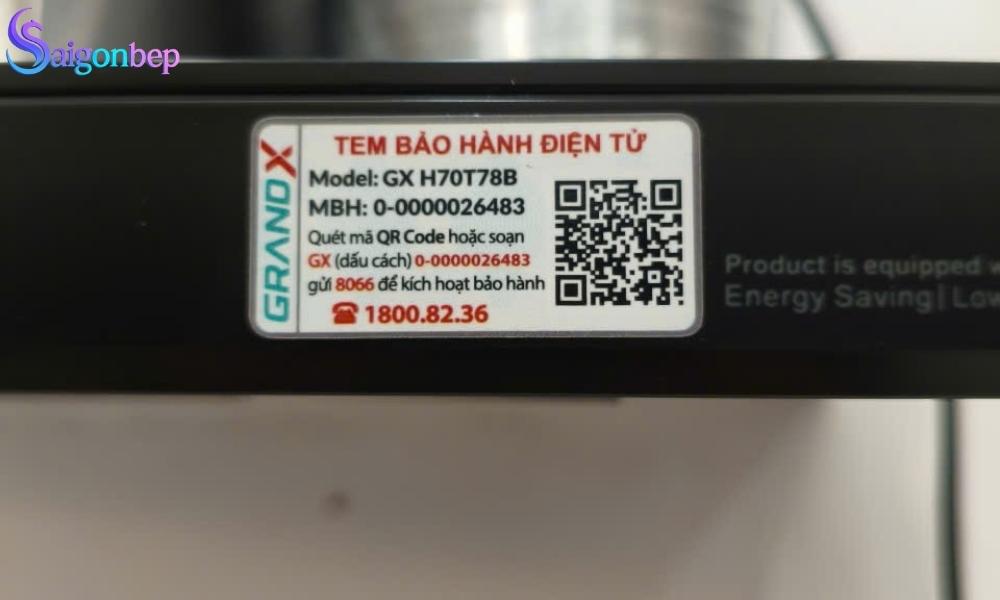 Saigonbep
GRANDX
TEM BẢO HÀNH ĐIỆN TỬ
Model: GX H70T78B
MBH: 0-0000026483
Quét mã QR Code hoặc soạn
GX (dấu cách) 0-0000026483
gửi 8066 để kích hoạt bảo hành
☎ 1800.82.36
Product is equipped
Energy Saving| Low